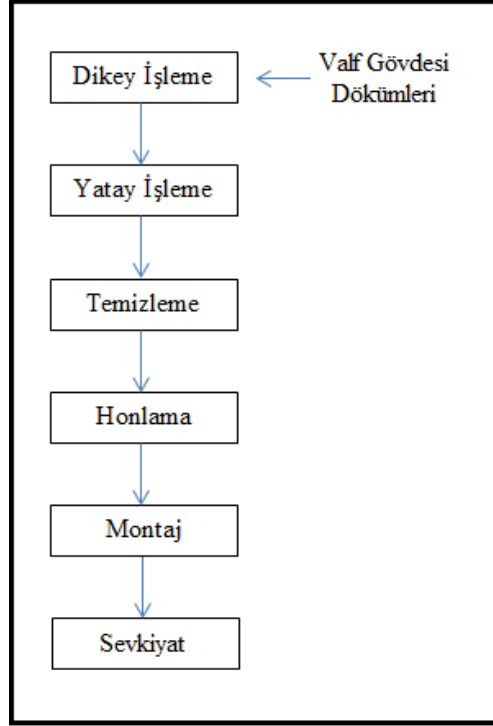 Dikey İşleme
Valf Gövdesi
Dökümleri
Yatay İşleme
Temizleme
Honlama
Montaj
Sevkiyat